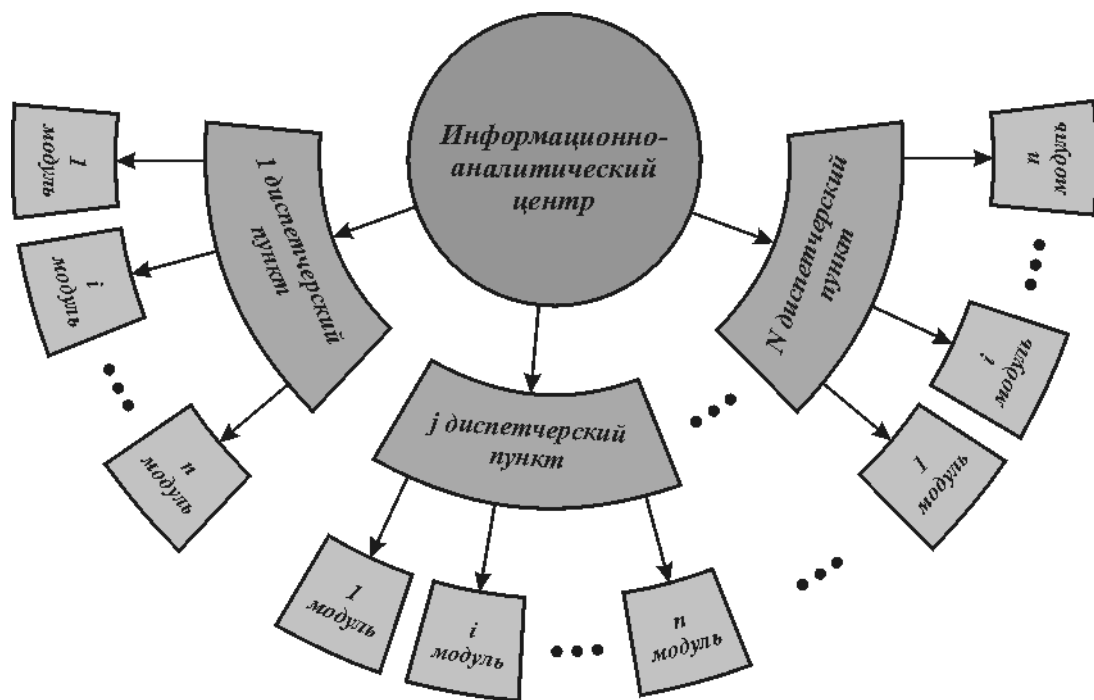 Информационно-
аналитический
центр
1 диспетчерский
пункт
1
модуль
i
модуль
n
модуль
j диспетчерский
пункт
1
модуль
i
модуль
n
модуль
N диспетчерский
пункт
n
модуль
i
модуль
1
модуль